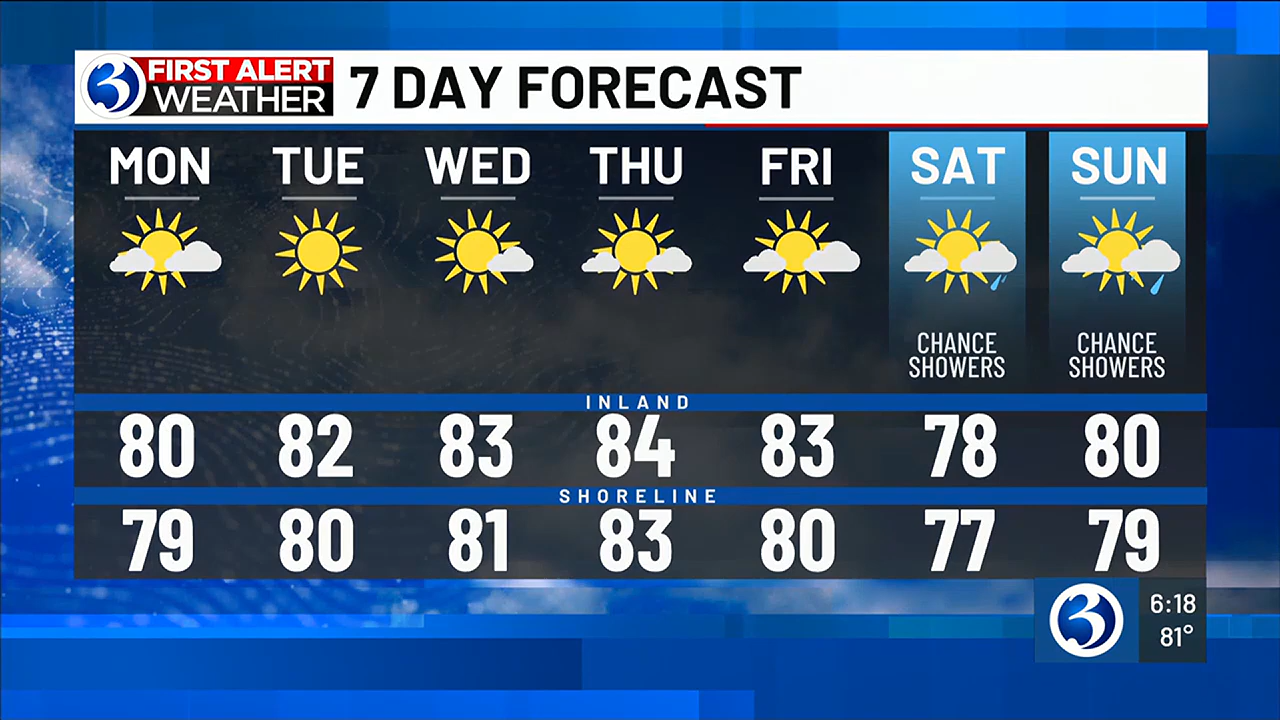 3 FIRST ALERT WEATHER 7 DAY FORECAST
MON TUE WED THU FRI SAT SUN
CHANCE SHOWERS CHANCE SHOWERS
INLAND
80 82 83 84 83 78 80
SHORELINE
79 80 81 83 80 77 79
3 6:18
81°